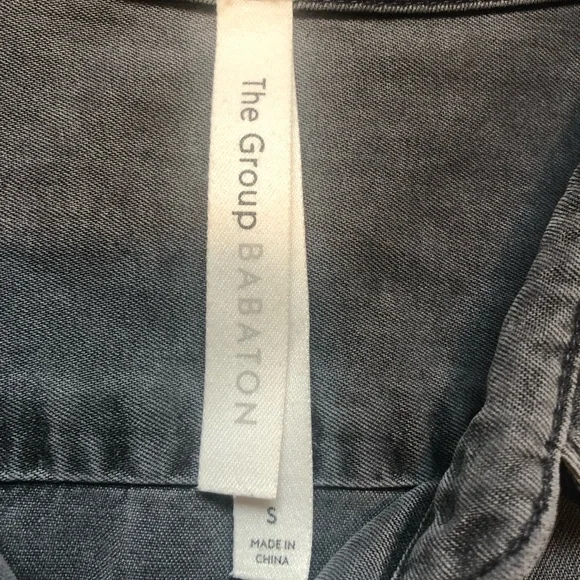 The Group BABATON
S
MADE IN
CHINA